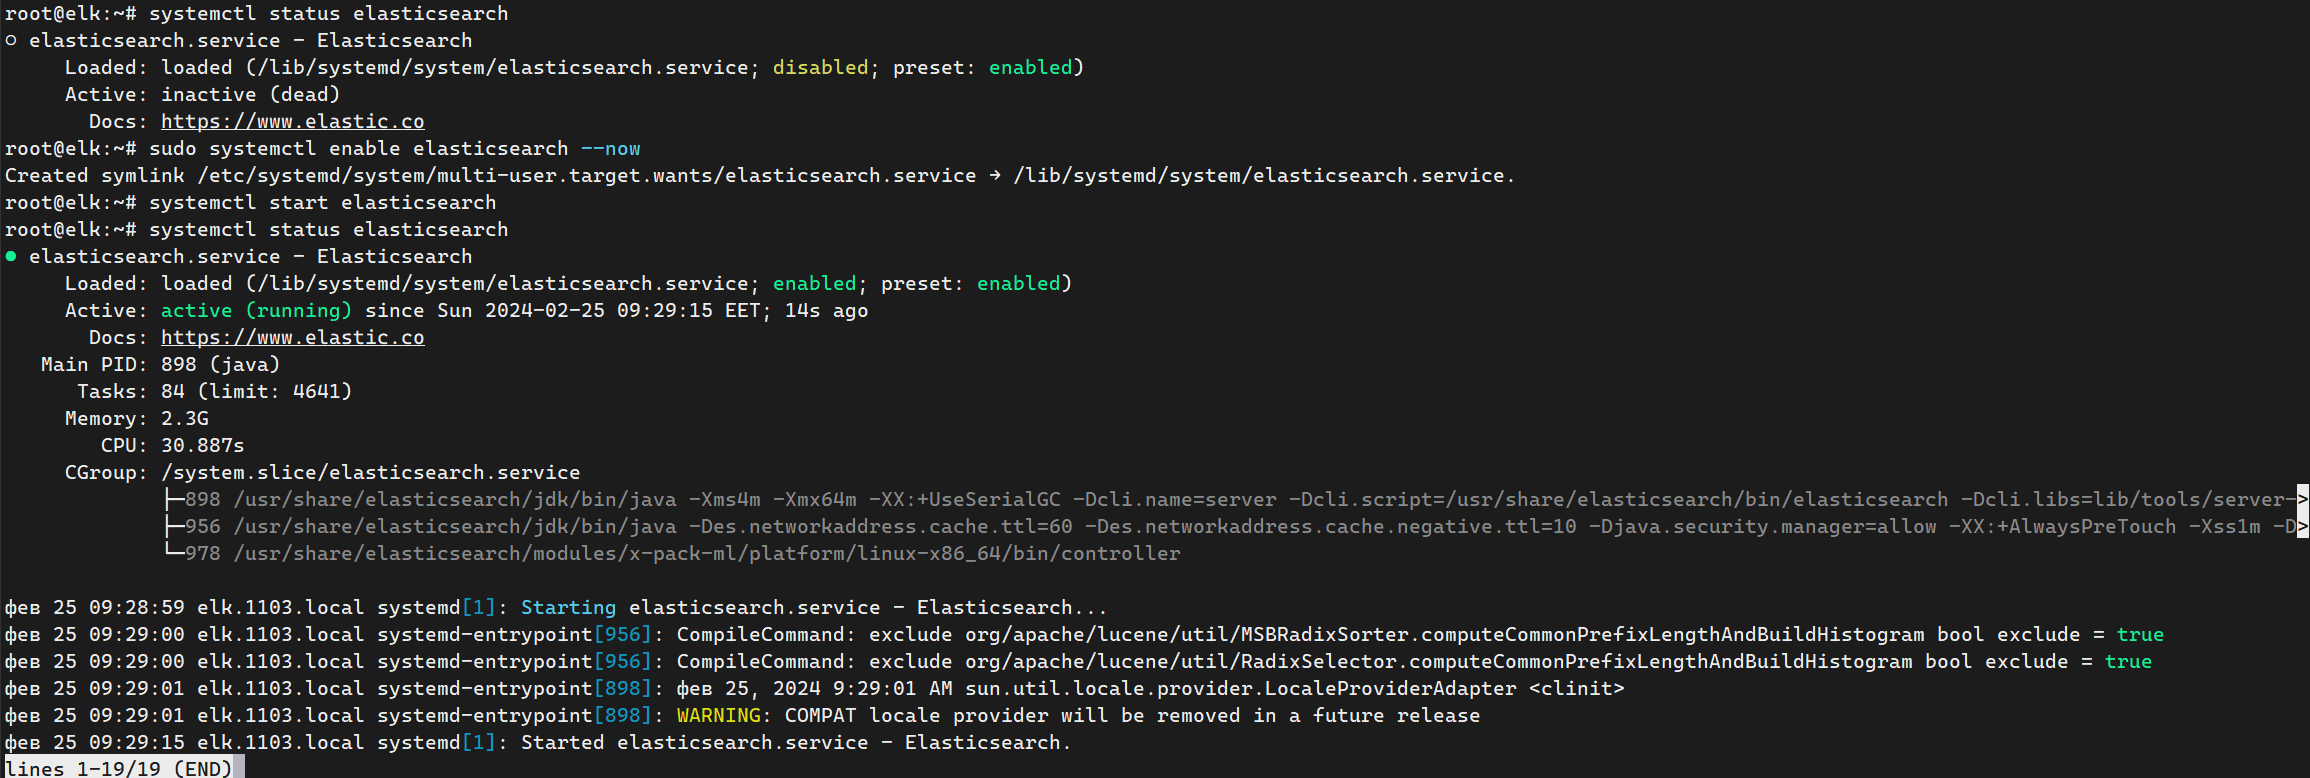 root@elk:~# systemctl status elasticsearch
○ elasticsearch.service - Elasticsearch
     Loaded: loaded (/lib/systemd/system/elasticsearch.service; disabled; preset: enabled)
     Active: inactive (dead)
       Docs: https://www.elastic.co
root@elk:~# sudo systemctl enable elasticsearch --now
Created symlink /etc/systemd/system/multi-user.target.wants/elasticsearch.service → /lib/systemd/system/elasticsearch.service.
root@elk:~# systemctl start elasticsearch
root@elk:~# systemctl status elasticsearch
● elasticsearch.service - Elasticsearch
     Loaded: loaded (/lib/systemd/system/elasticsearch.service; enabled; preset: enabled)
     Active: active (running) since Sun 2024-02-25 09:29:15 EET; 14s ago
       Docs: https://www.elastic.co
   Main PID: 898 (java)
      Tasks: 84 (limit: 4641)
     Memory: 2.3G
        CPU: 30.887s
     CGroup: /system.slice/elasticsearch.service
             ├─898 /usr/share/elasticsearch/jdk/bin/java -Xms4m -Xmx64m -XX:+UseSerialGC -Dcli.name=server -Dcli.script=/usr/share/elasticsearch/bin/elasticsearch -Dcli.libs=lib/tools/server->
             ├─956 /usr/share/elasticsearch/jdk/bin/java -Des.networkaddress.cache.ttl=60 -Des.networkaddress.cache.negative.ttl=10 -Djava.security.manager=allow -XX:+AlwaysPreTouch -Xss1m -D>
             └─978 /usr/share/elasticsearch/modules/x-pack-ml/platform/linux-x86_64/bin/controller
фев 25 09:28:59 elk.1103.local systemd[1]: Starting elasticsearch.service - Elasticsearch...
фев 25 09:29:00 elk.1103.local systemd-entrypoint[956]: CompileCommand: exclude org/apache/lucene/util/MSBRadixSorter.computeCommonPrefixLengthAndBuildHistogram bool exclude = true
фев 25 09:29:00 elk.1103.local systemd-entrypoint[956]: CompileCommand: exclude org/apache/lucene/util/RadixSelector.computeCommonPrefixLengthAndBuildHistogram bool exclude = true
фев 25 09:29:01 elk.1103.local systemd-entrypoint[898]: фев 25, 2024 9:29:01 AM sun.util.locale.provider.LocaleProviderAdapter <clinit>
фев 25 09:29:01 elk.1103.local systemd-entrypoint[898]: WARNING: COMPAT locale provider will be removed in a future release
фев 25 09:29:15 elk.1103.local systemd[1]: Started elasticsearch.service - Elasticsearch.
lines 1-19/19 (END)